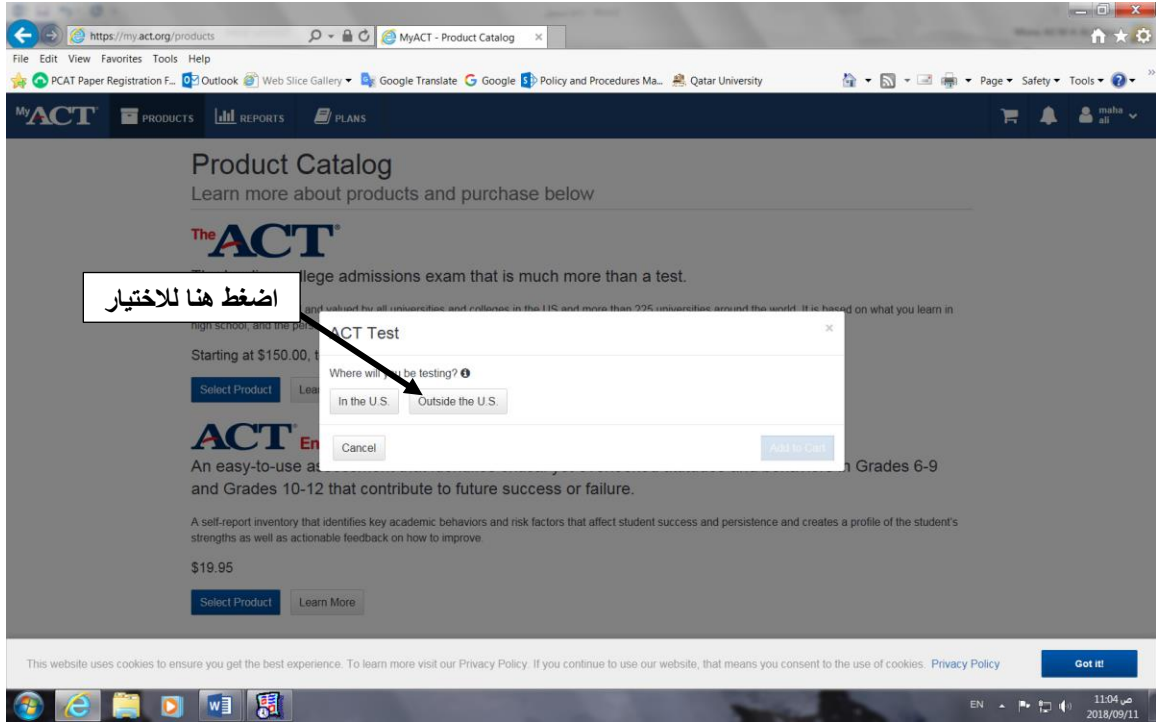 https://my.act.org/products
MyACT - Product Catalog
File Edit View Favorites Tools Help
PCAT Paper Registration F... Outlook Web Slice Gallery Google Translate Google Policy and Procedures Ma... Qatar University Page Safety Tools
MyACT PRODUCTS REPORTS PLANS maha ali
Product Catalog
Learn more about products and purchase below
The ACT®
llege admissions exam that is much more than a test.
اضغط هنا للاختيار
and valued by all universities and colleges in the US and more than 225 universities around the world. It is based on what you learn in
high school, and the pers
ACT Test ×
Starting at $150.00, t
Where will you be testing?
Select Product Lea
In the U.S. Outside the U.S.
Cancel Add to Cart
ACT® En
An easy-to-use as
n Grades 6-9
and Grades 10-12 that contribute to future success or failure.
A self-report inventory that identifies key academic behaviors and risk factors that affect student success and persistence and creates a profile of the student's
strengths as well as actionable feedback on how to improve.
$19.95
Select Product Learn More
This website uses cookies to ensure you get the best experience. To learn more visit our Privacy Policy. If you continue to use our website, that means you consent to the use of cookies. Privacy Policy Got it!
EN
11:04 ص
2018/09/11